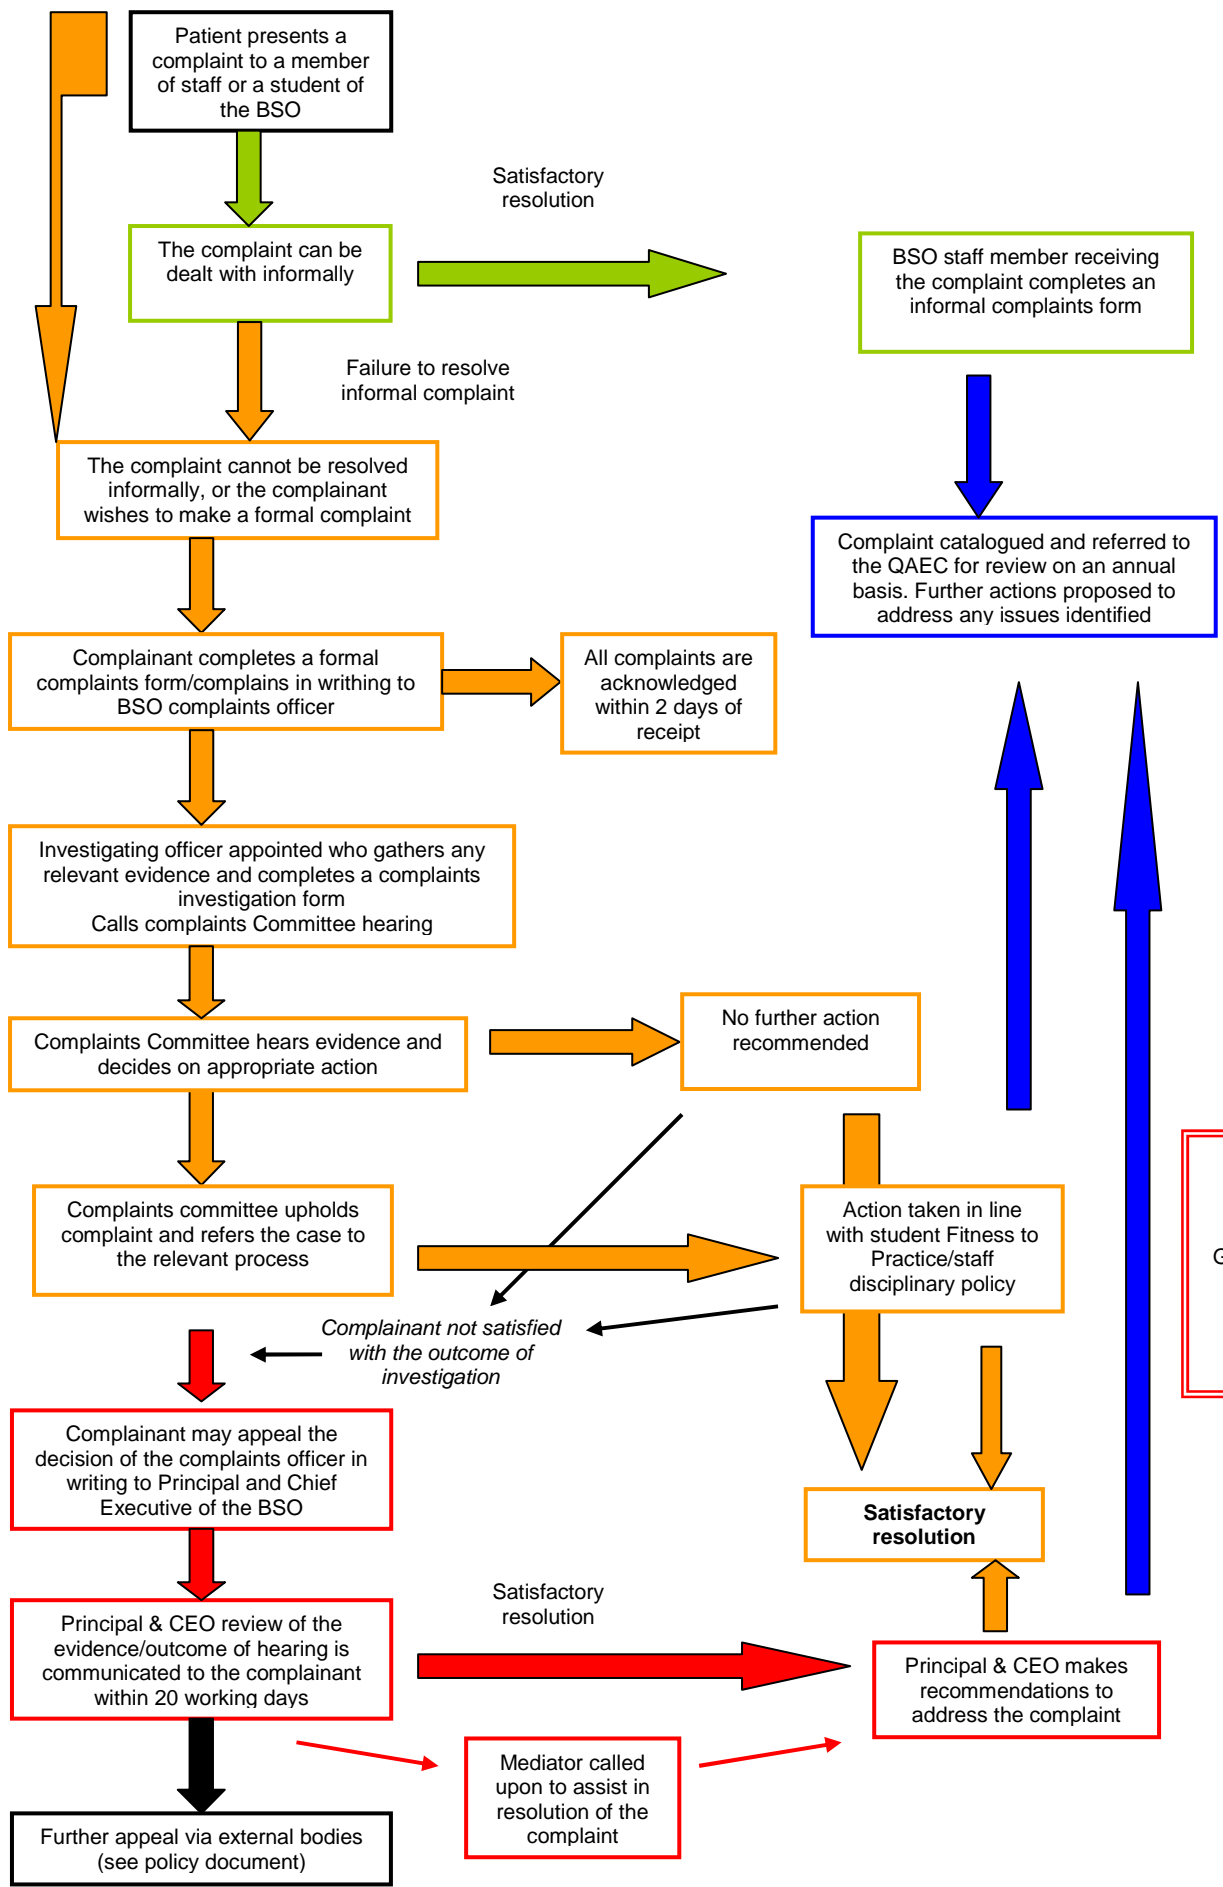 Patient presents a
complaint to a member
of staff or a student of
the BSO
Satisfactory
resolution
The complaint can be
dealt with informally
BSO staff member receiving
the complaint completes an
informal complaints form
Failure to resolve
informal complaint
The complaint cannot be resolved
informally, or the complainant
wishes to make a formal complaint
Complaint catalogued and referred to
the QAEC for review on an annual
basis. Further actions proposed to
address any issues identified
Complainant completes a formal
complaints form/complains in writhing to
BSO complaints officer
All complaints are
acknowledged
within 2 days of
receipt
Investigating officer appointed who gathers any
relevant evidence and completes a complaints
investigation form
Calls complaints Committee hearing
Complaints Committee hears evidence and
decides on appropriate action
No further action
recommended
Complaints committee upholds
complaint and refers the case to
the relevant process
Action taken in line
with student Fitness to
Practice/staff
disciplinary policy
G
Complainant not satisfied
with the outcome of
investigation
Complainant may appeal the
decision of the complaints officer in
writing to Principal and Chief
Executive of the BSO
Satisfactory
resolution
Satisfactory
resolution
Principal & CEO review of the
evidence/outcome of hearing is
communicated to the complainant
within 20 working days
Principal & CEO makes
recommendations to
address the complaint
Mediator called
upon to assist in
resolution of the
complaint
Further appeal via external bodies
(see policy document)